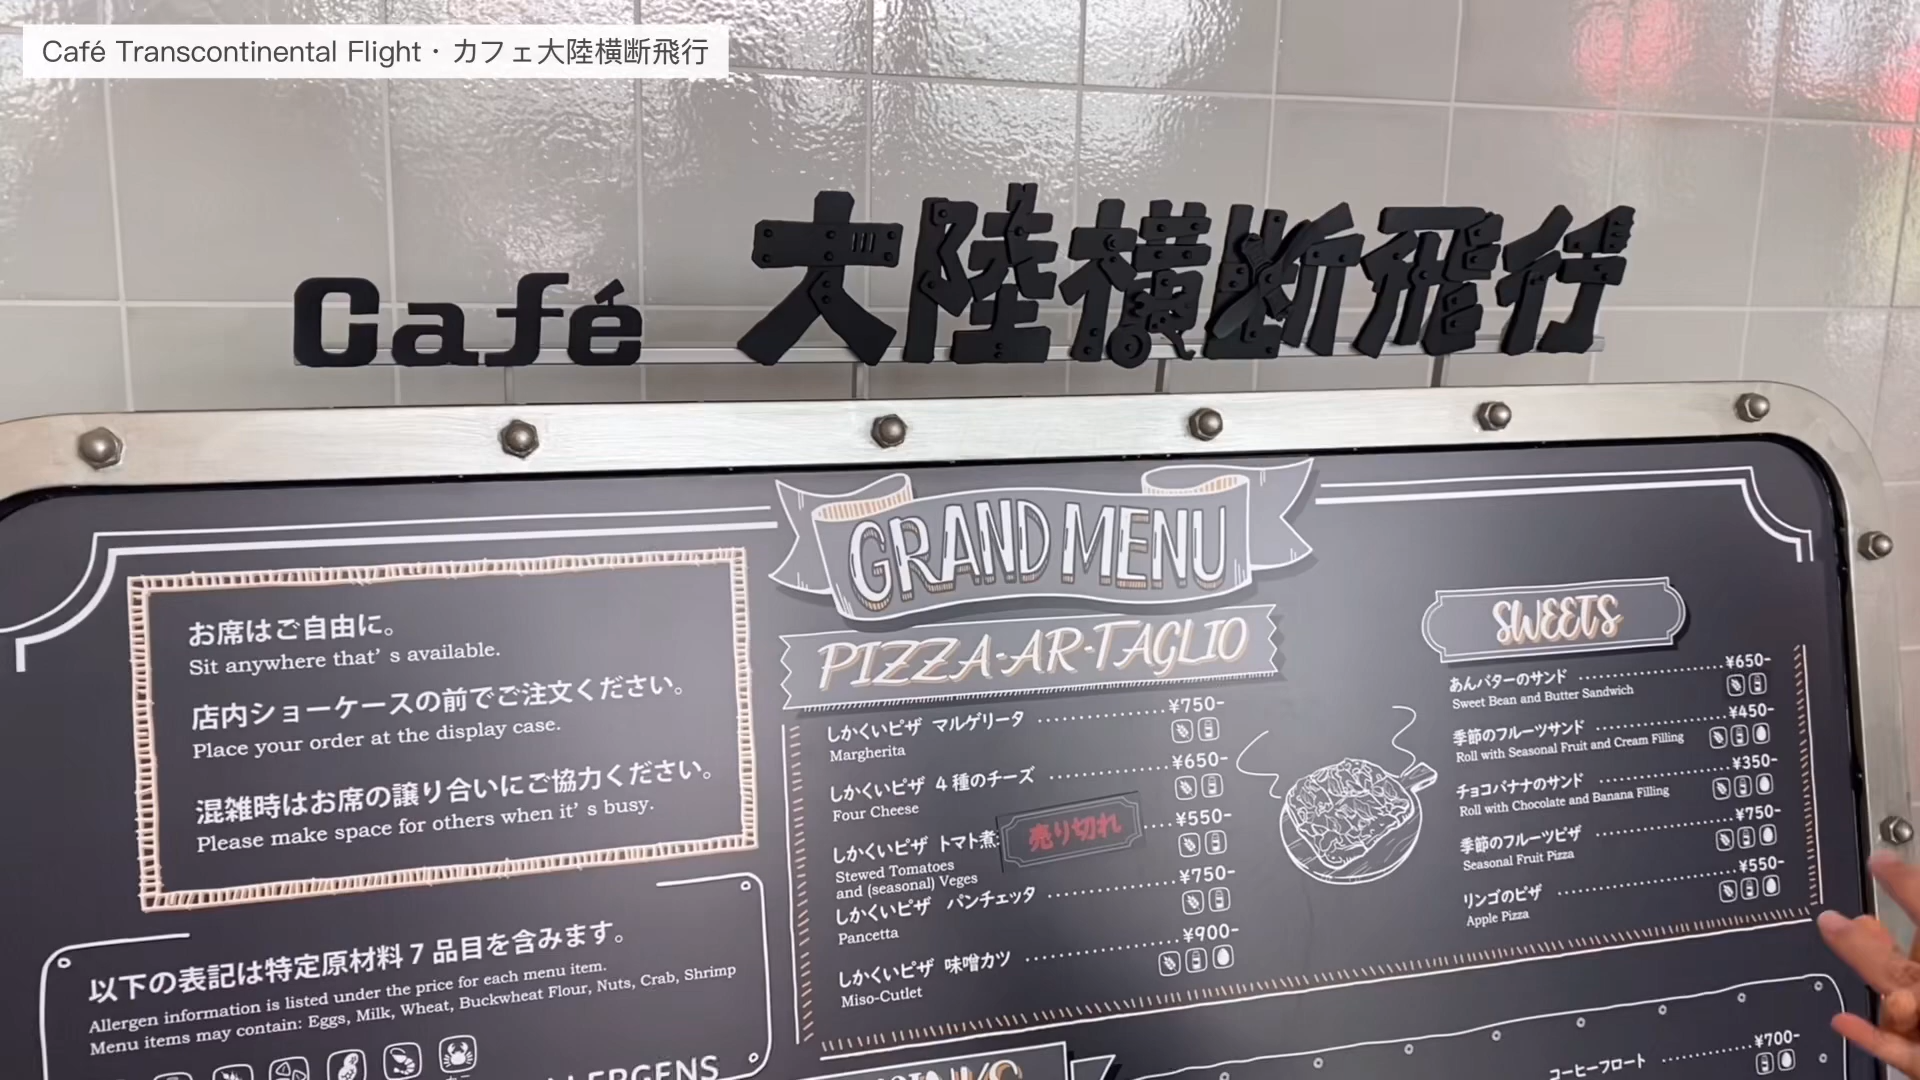 Café Transcontinental Flight・カフェ大陸横断飛行
Café 大陸横断飛行
GRAND MENU
お席はご自由に。
Sit anywhere that's available.
店内ショーケースの前でご注文ください。
Place your order at the display case.
混雑時はお席の譲り合いにご協力ください。
Please make space for others when it's busy.
以下の表記は特定原材料7品目を含みます。
Allergen information is listed under the price for each menu item.
Menu items may contain: Eggs, Milk, Wheat, Buckwheat Flour, Nuts, Crab, Shrimp
PIZZA-AR-TAGLIO
しかくいピザ マルゲリータ ¥750-
Margherita
しかくいピザ 4種のチーズ ¥650-
Four Cheese
しかくいピザ トマト煮 売り切れ ¥550-
Stewed Tomatoes
and (seasonal) Veges
しかくいピザ パンチェッタ ¥750-
Pancetta
しかくいピザ 味噌カツ ¥900-
Miso-Cutlet
SWEETS
あんバターのサンド ¥650-
Sweet Bean and Butter Sandwich
季節のフルーツサンド ¥450-
Roll with Seasonal Fruit and Cream Filling
チョコバナナのサンド ¥350-
Roll with Chocolate and Banana Filling
季節のフルーツピザ ¥750-
Seasonal Fruit Pizza
リンゴのピザ ¥550-
Apple Pizza
コーヒーフロート ¥700-